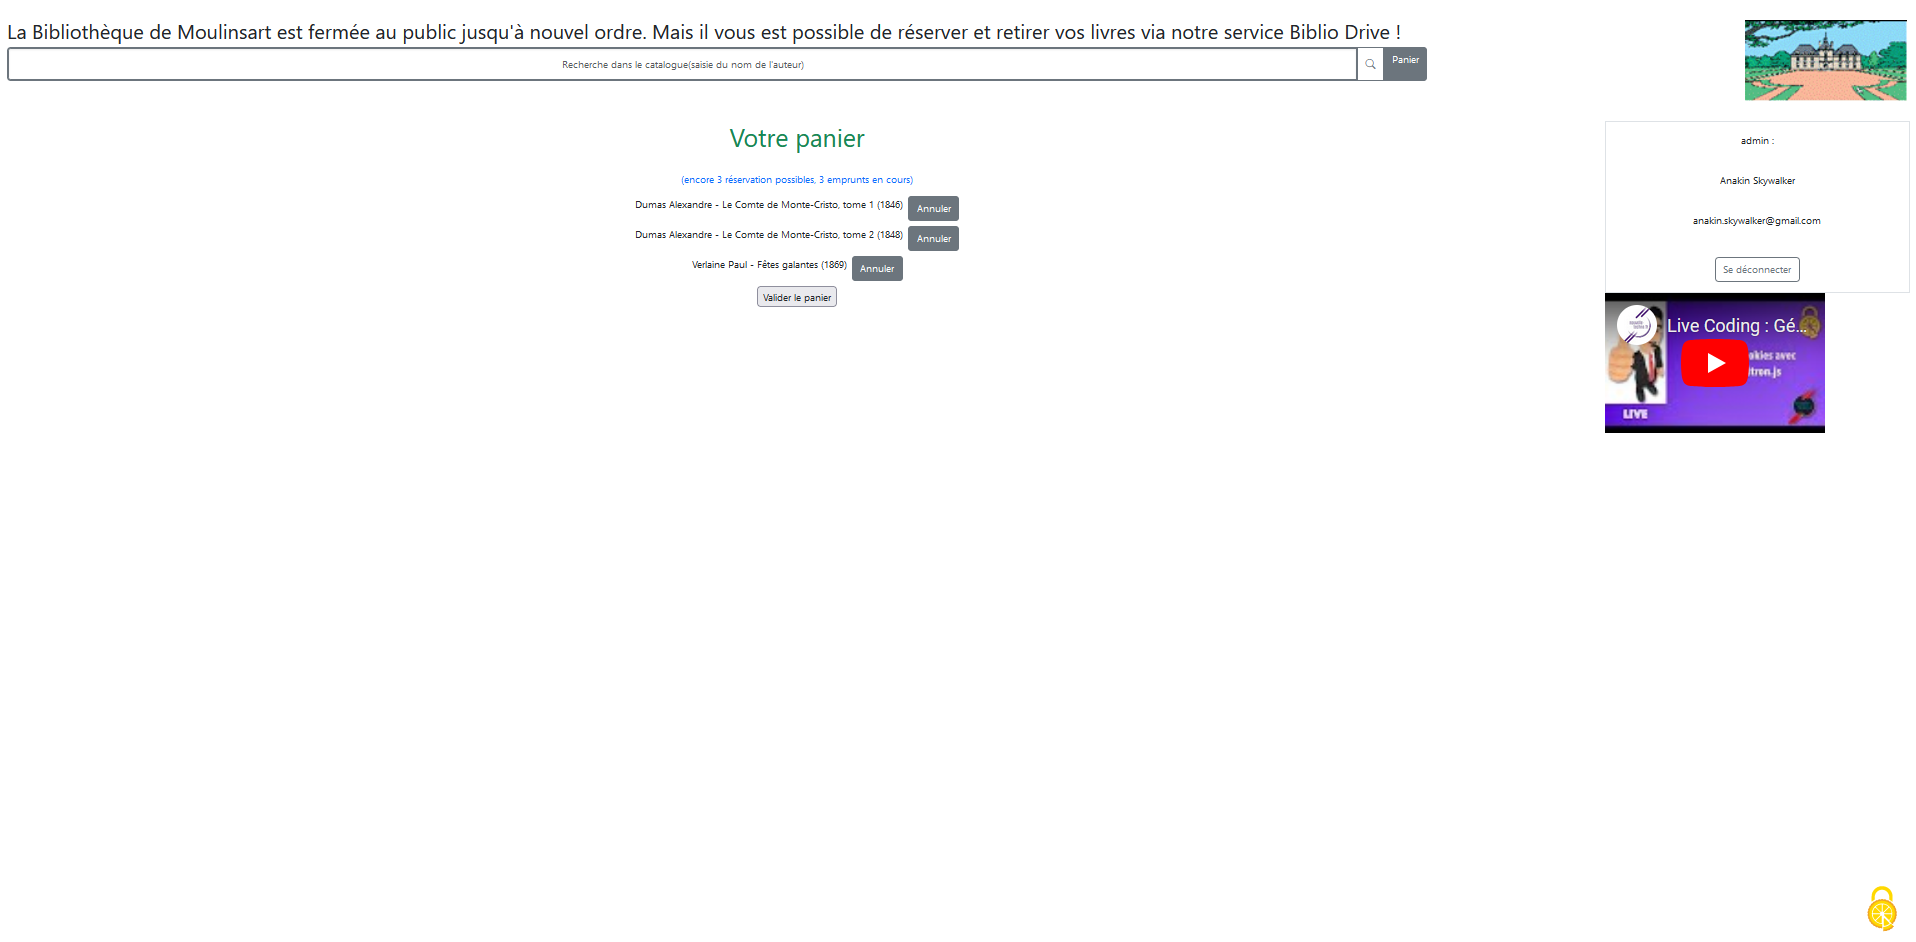 La Bibliothèque de Moulinsart est fermée au public jusqu'à nouvel ordre. Mais il vous est possible de réserver et retirer vos livres via notre service Biblio Drive !
Recherche dans le catalogue(saisie du nom de l'auteur)
Panier
Votre panier
(encore 3 réservation possibles, 3 emprunts en cours)
Dumas Alexandre - Le Comte de Monte-Cristo, tome 1 (1846) Annuler
Dumas Alexandre - Le Comte de Monte-Cristo, tome 2 (1848) Annuler
Verlaine Paul - Fêtes galantes (1869) Annuler
Valider le panier
admin :
Anakin Skywalker
anakin.skywalker@gmail.com
Se déconnecter
Live Coding : Gé...
okies avec
tron.js
LIVE